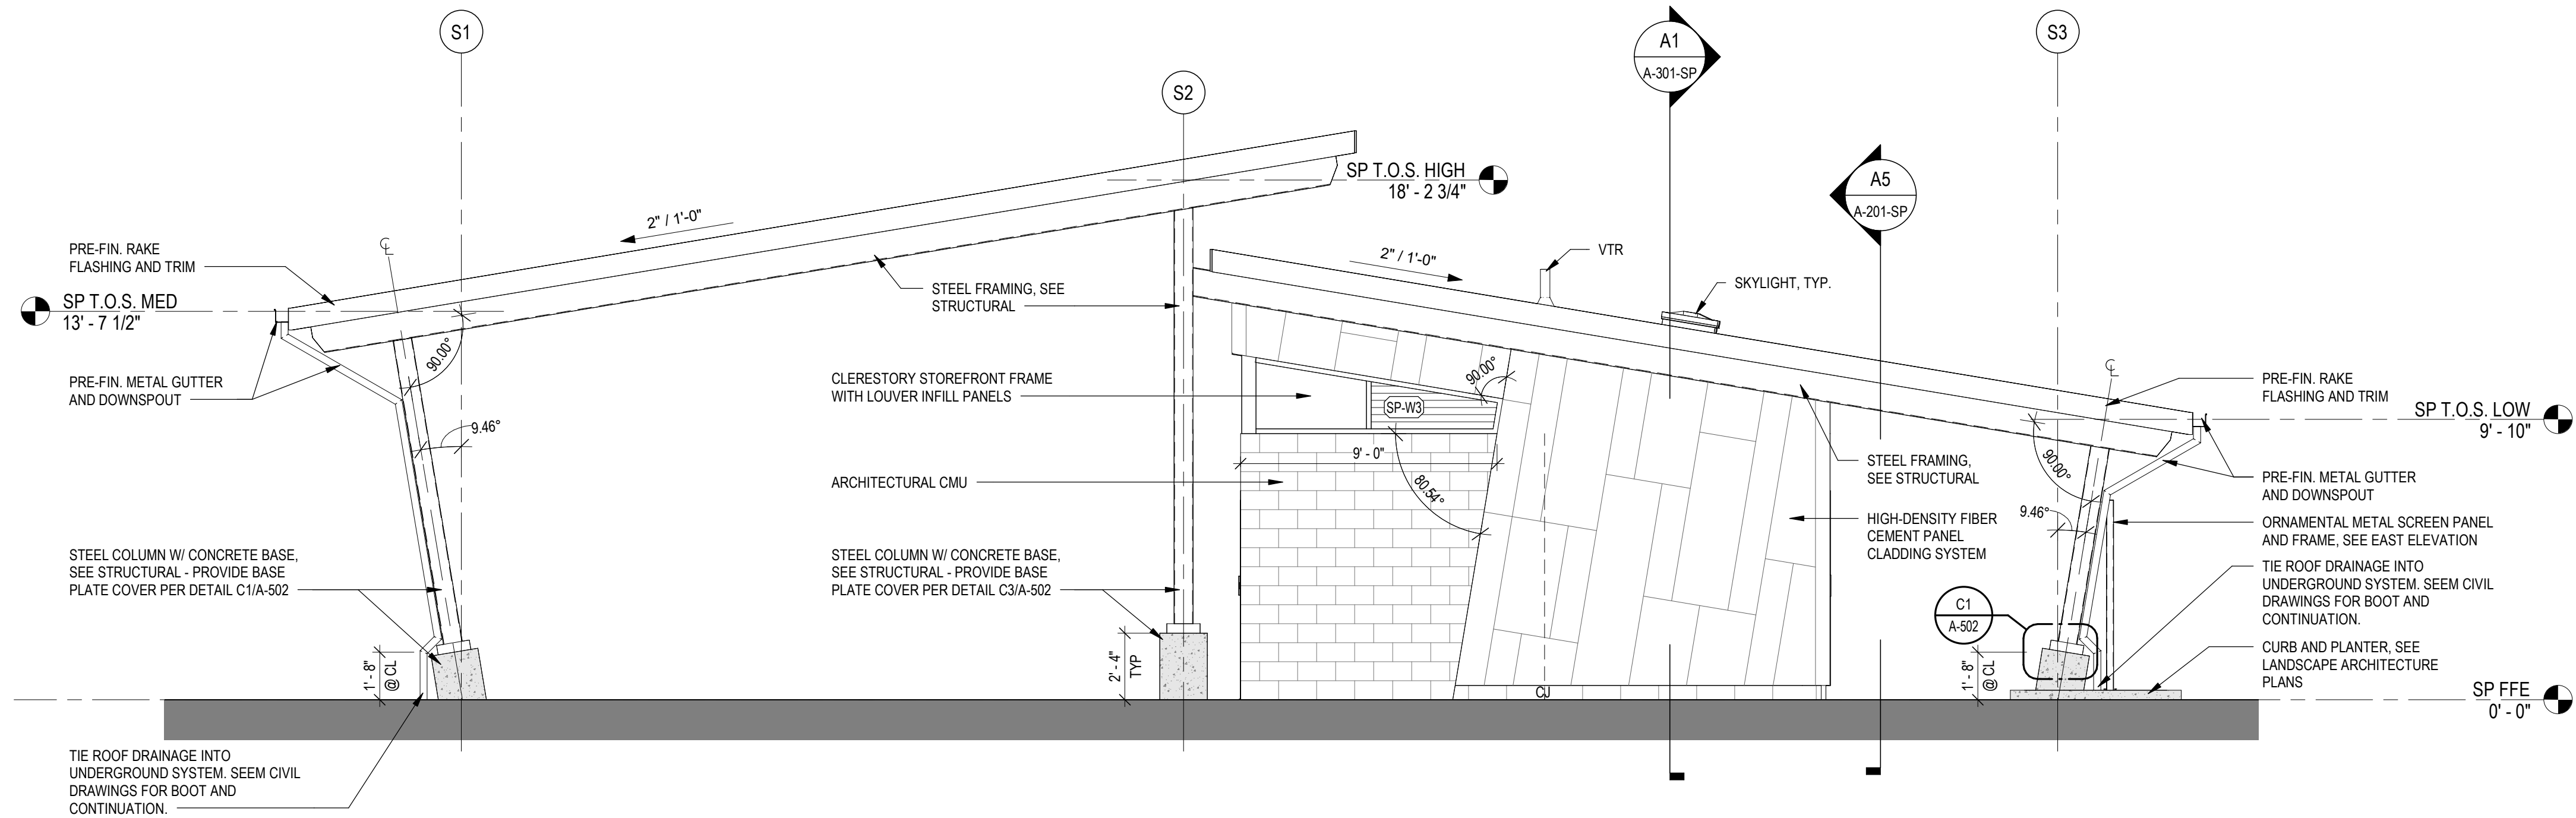 S1
S2
A1
A-301-SP
S3
A5
A-201-SP
SP T.O.S. HIGH
18' - 2 3/4"
2" / 1'-0"
PRE-FIN. RAKE
FLASHING AND TRIM
℄
SP T.O.S. MED
13' - 7 1/2"
PRE-FIN. METAL GUTTER
AND DOWNSPOUT
90.00°
9.46°
STEEL FRAMING, SEE
STRUCTURAL
2" / 1'-0"
VTR
SKYLIGHT, TYP.
CLERESTORY STOREFRONT FRAME
WITH LOUVER INFILL PANELS
SP-W3
90.00°
9' - 0"
80.54°
ARCHITECTURAL CMU
STEEL COLUMN W/ CONCRETE BASE,
SEE STRUCTURAL - PROVIDE BASE
PLATE COVER PER DETAIL C1/A-502
STEEL COLUMN W/ CONCRETE BASE,
SEE STRUCTURAL - PROVIDE BASE
PLATE COVER PER DETAIL C3/A-502
1' - 8"
@ CL
2' - 4"
TYP
CJ
TIE ROOF DRAINAGE INTO
UNDERGROUND SYSTEM. SEEM CIVIL
DRAWINGS FOR BOOT AND
CONTINUATION.
STEEL FRAMING,
SEE STRUCTURAL
HIGH-DENSITY FIBER
CEMENT PANEL
CLADDING SYSTEM
℄
90.00°
9.46°
C1
A-502
1' - 8"
@ CL
PRE-FIN. RAKE
FLASHING AND TRIM
SP T.O.S. LOW
9' - 10"
PRE-FIN. METAL GUTTER
AND DOWNSPOUT
ORNAMENTAL METAL SCREEN PANEL
AND FRAME, SEE EAST ELEVATION
TIE ROOF DRAINAGE INTO
UNDERGROUND SYSTEM. SEEM CIVIL
DRAWINGS FOR BOOT AND
CONTINUATION.
CURB AND PLANTER, SEE
LANDSCAPE ARCHITECTURE
PLANS
SP FFE
0' - 0"